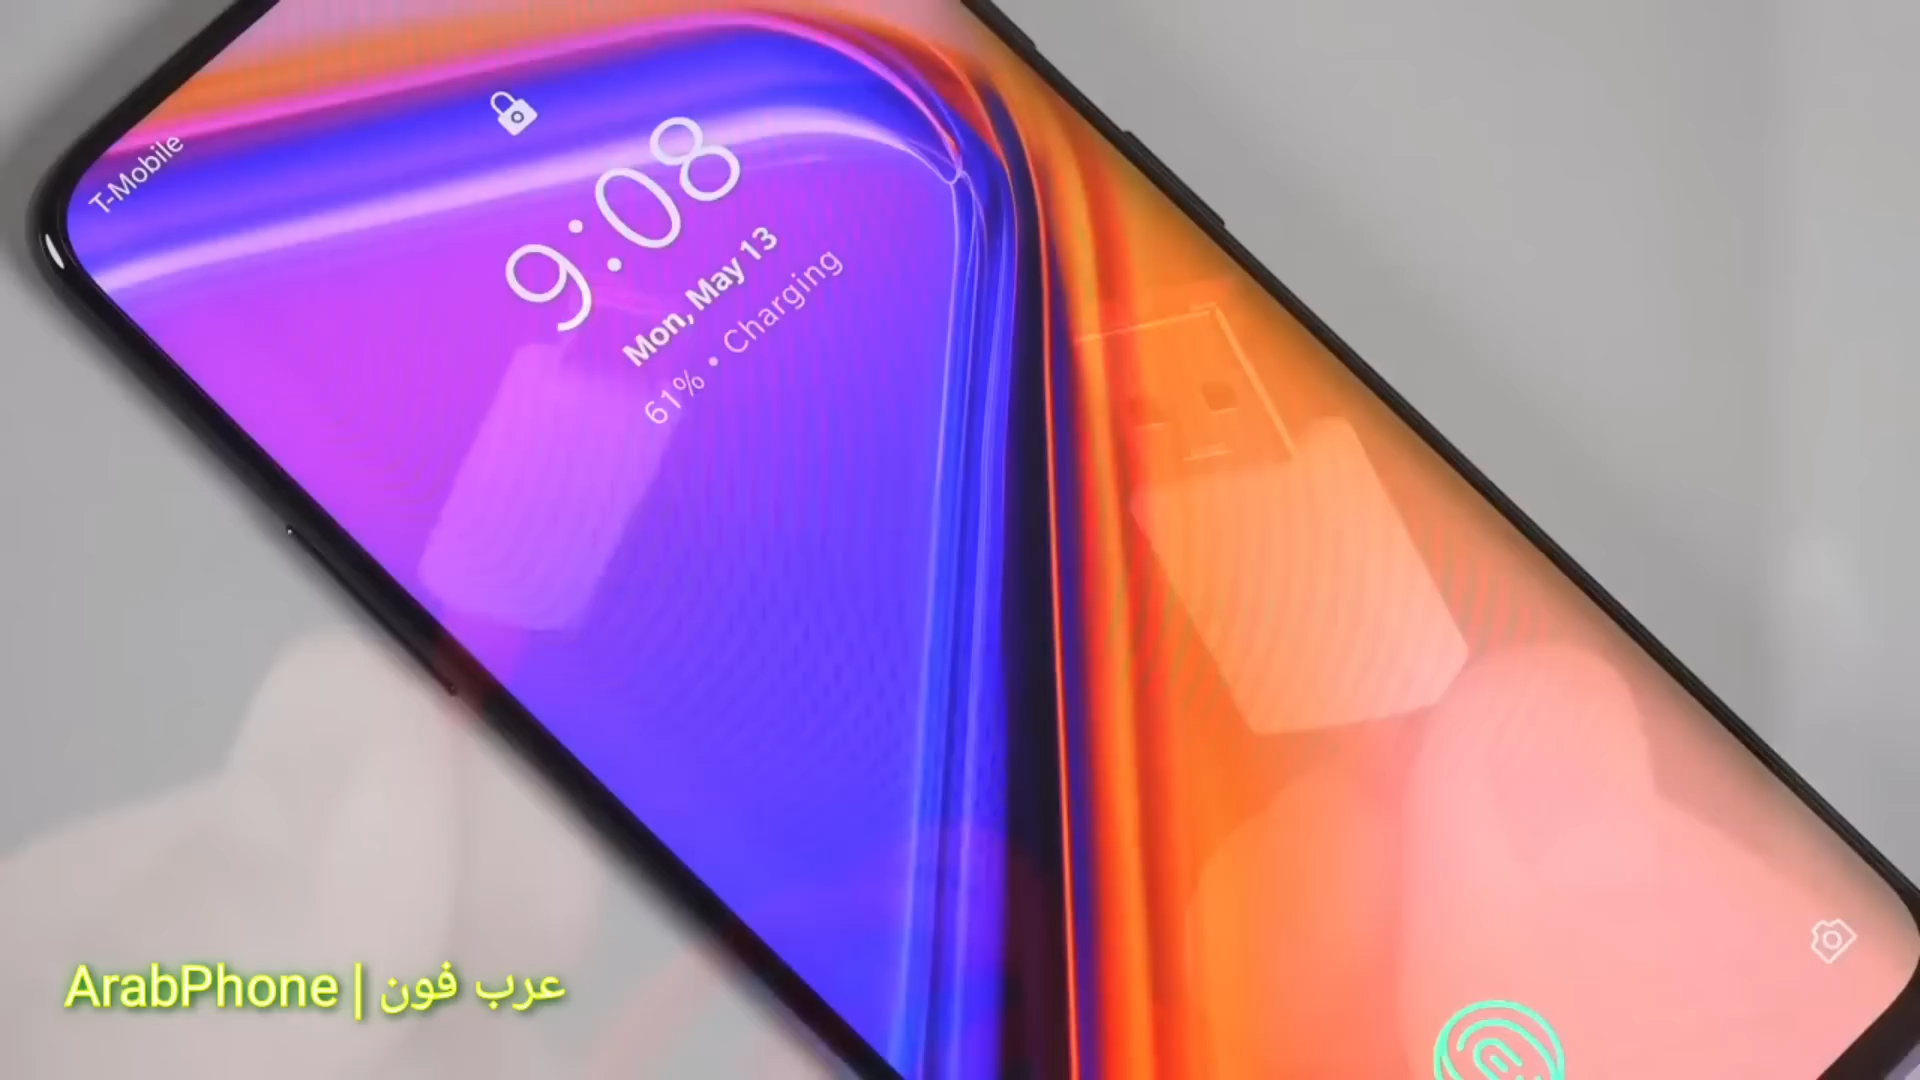 T-Mobile
9:08
Mon, May 13
61% • Charging
ArabPhone | عرب فون